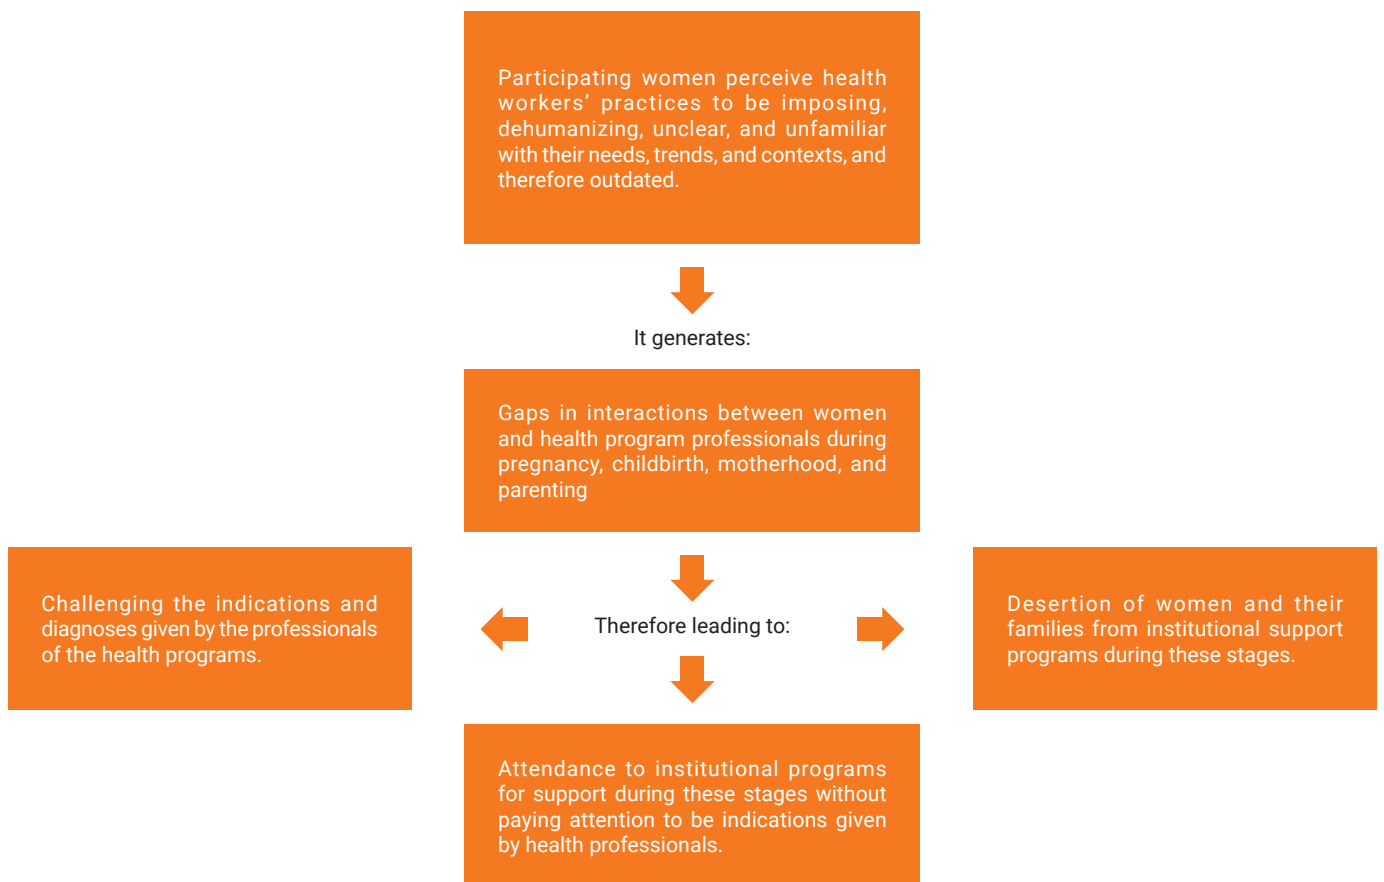 Participating women perceive health
workers’ practices to be imposing,
dehumanizing, unclear, and unfamiliar
with their needs, trends, and contexts, and
therefore outdated.
It generates:
Gaps in interactions between women
and health program professionals during
pregnancy, childbirth, motherhood, and
parenting
Challenging the indications and
diagnoses given by the professionals
of the health programs.
Therefore leading to:
Desertion of women and their
families from institutional support
programs during these stages.
Attendance to institutional programs
for support during these stages without
paying attention to be indications given
by health professionals.